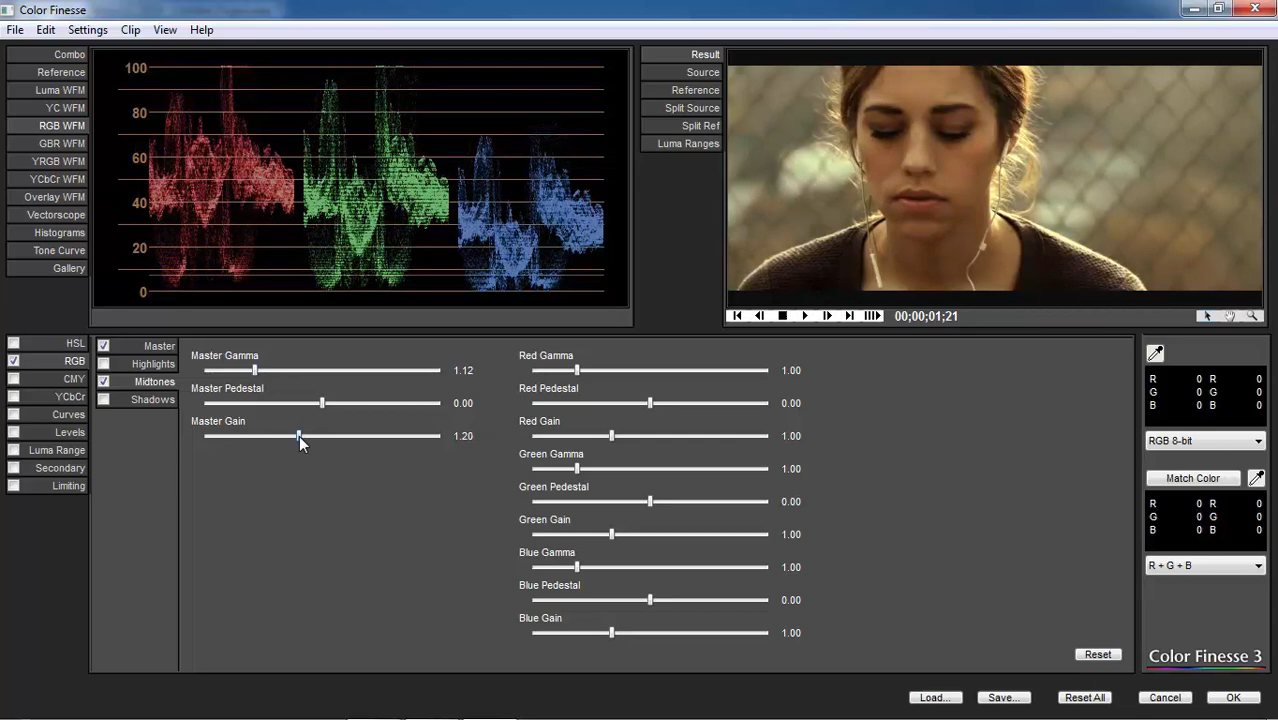 Color Finesse
File Edit Settings Clip View Help
Combo
Reference
Luma WFM
YC WFM
RGB WFM
GBR WFM
YRGB WFM
YCbCr WFM
Overlay WFM
Vectorscope
Histograms
Tone Curve
Gallery
100
80
60
40
20
0
Result
Source
Reference
Split Source
Split Ref
Luma Ranges
00;00;01;21
HSL
RGB
CMY
YCbCr
Curves
Levels
Luma Range
Secondary
Limiting
Master
Highlights
Midtones
Shadows
Master Gamma
1.12
Master Pedestal
0.00
Master Gain
1.20
Red Gamma
1.00
Red Pedestal
0.00
Red Gain
1.00
Green Gamma
1.00
Green Pedestal
0.00
Green Gain
1.00
Blue Gamma
1.00
Blue Pedestal
0.00
Blue Gain
1.00
Reset
R 0 R 0
G 0 G 0
B 0 B 0
RGB 8-bit
Match Color
R 0 R 0
G 0 G 0
B 0 B 0
R + G + B
Color Finesse 3
Load... Save... Reset All Cancel OK